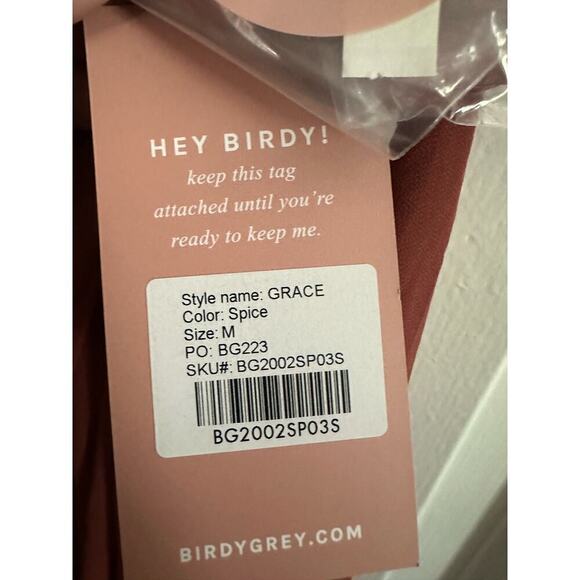 HEY BIRDY!
keep this tag
attached until you're
ready to keep me.
Style name: GRACE
Color: Spice
Size: M
PO: BG223
SKU#: BG2002SP03S
BG2002SP03S
BIRDYGREY.COM